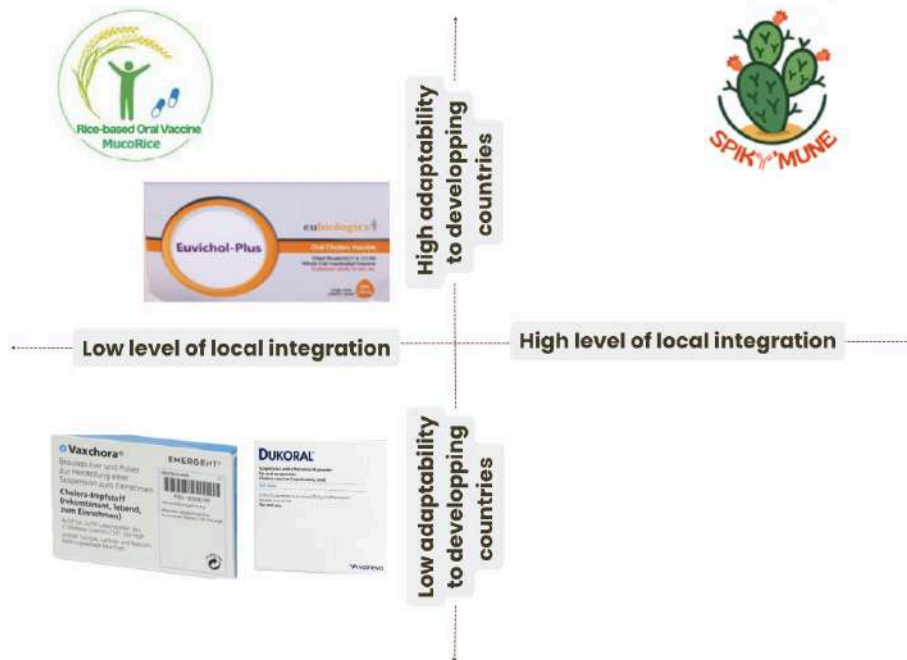 Rice-based Oral Vaccine
MucoRice
SPIKY'MUNE
High adaptability
to developping
countries
eubiologics
Euvichol-Plus
Oral Cholera Vaccine
Low level of local integration
High level of local integration
Low adaptability
to developping
countries
Vaxchora®
EMERGENT
Brausepulver und Pulver
zur Herstellung einer
Suspension zum Einnehmen
Cholera-Impfstoff
(rekombinant, lebend,
zum Einnehmen)
DUKORAL
Valneva